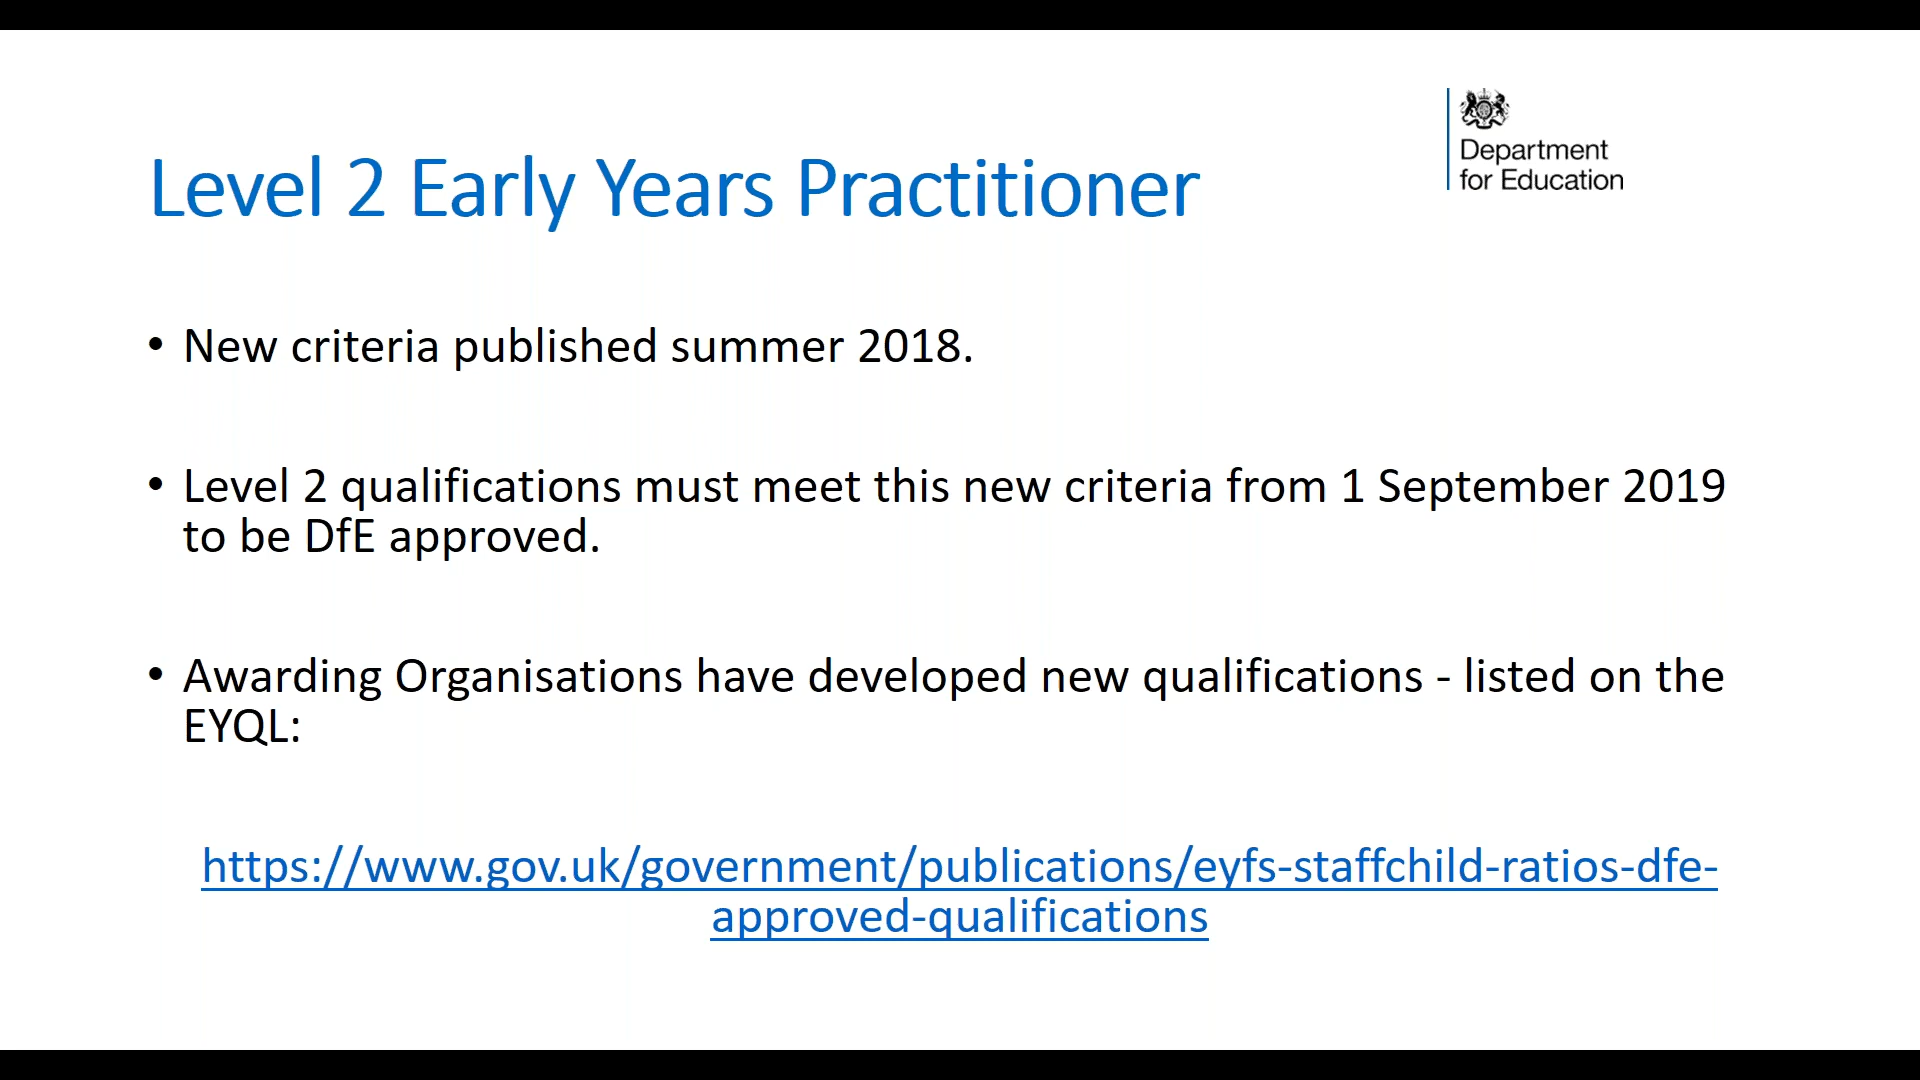 Department
for Education
Level 2 Early Years Practitioner
• New criteria published summer 2018.
• Level 2 qualifications must meet this new criteria from 1 September 2019
to be DfE approved.
• Awarding Organisations have developed new qualifications - listed on the
EYQL:
https://www.gov.uk/government/publications/eyfs-staffchild-ratios-dfe-
approved-qualifications